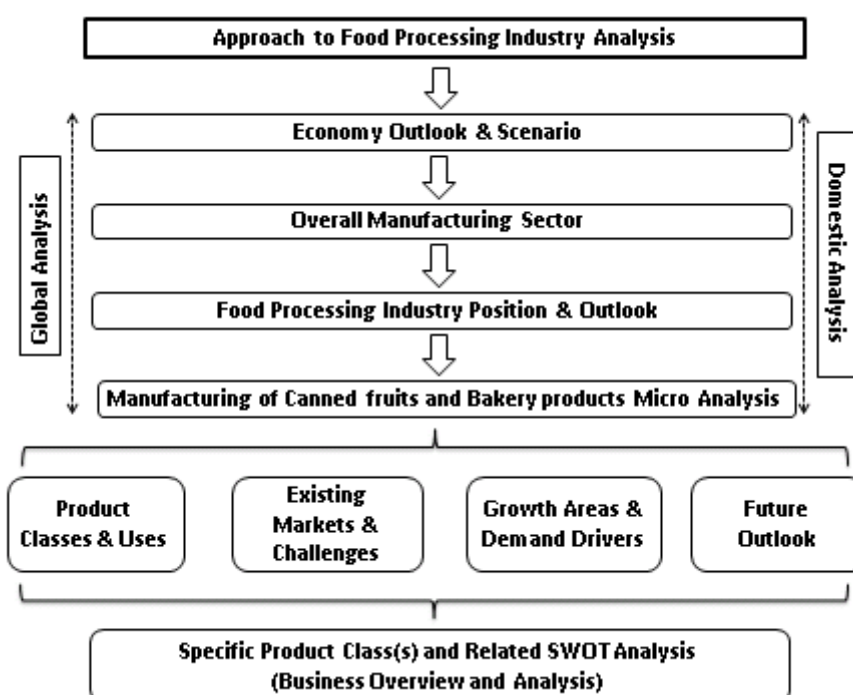 Approach to Food Processing Industry Analysis
Economy Outlook & Scenario
Global Analysis
Domestic Analysis
Overall Manufacturing Sector
Food Processing Industry Position & Outlook
Manufacturing of Canned fruits and Bakery products Micro Analysis
Product
Classes & Uses
Existing
Markets &
Challenges
Growth Areas &
Demand Drivers
Future
Outlook
Specific Product Class(s) and Related SWOT Analysis
(Business Overview and Analysis)